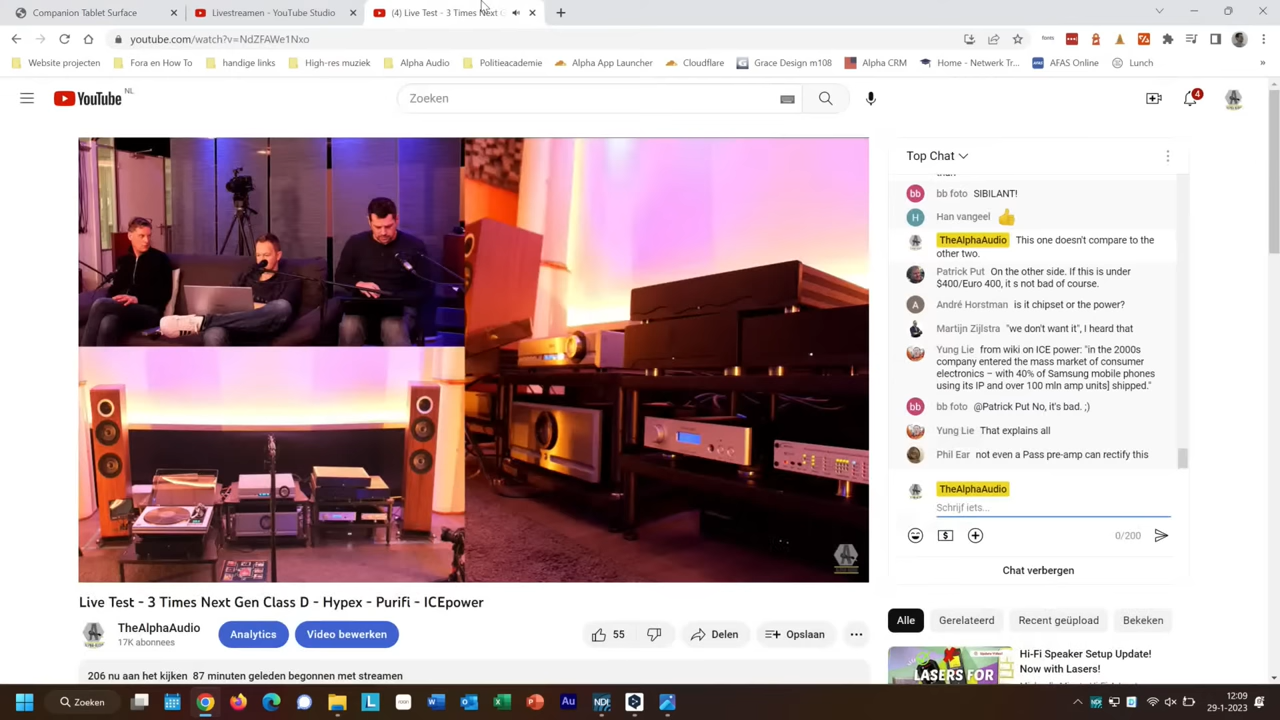 Companion Tablet Surface
Livestreamen - YouTube Studio
(4) Live Test - 3 Times Next G
youtube.com/watch?v=NdZFAWe1Nxo
Website projecten
Fora en How To
handige links
High-res muziek
Alpha Audio
Politieacademie
Alpha App Launcher
Cloudflare
Grace Design m108
Alpha CRM
Home - Netwerk Tr...
AFAS Online
Lunch
»
YouTube NL
Zoeken
4
Top Chat
bb foto SIBILANT!
Han vangeel
TheAlphaAudio This one doesn't compare to the
other two.
Patrick Put On the other side. If this is under
$400/Euro 400, it s not bad of course.
André Horstman is it chipset or the power?
Martijn Zijlstra "we don't want it", I heard that
Yung Lie from wiki on ICE power: "in the 2000s
company entered the mass market of consumer
electronics – with 40% of Samsung mobile phones
using its IP and over 100 mln amp units] shipped."
bb foto @Patrick Put No, it's bad. ;)
Yung Lie That explains all
Phil Ear not even a Pass pre-amp can rectify this
TheAlphaAudio
Schrijf iets...
0/200
Chat verbergen
Live Test - 3 Times Next Gen Class D - Hypex - Purifi - ICEpower
TheAlphaAudio
17K abonnees
Analytics
Video bewerken
55
Delen
Opslaan
206 nu aan het kijken 87 minuten geleden begonnen met streamen
Alle
Gerelateerd
Recent geüpload
Bekeken
LASERS FOR
Hi-Fi Speaker Setup Update!
Now with Lasers!
Zoeken
12:09
29-1-2023